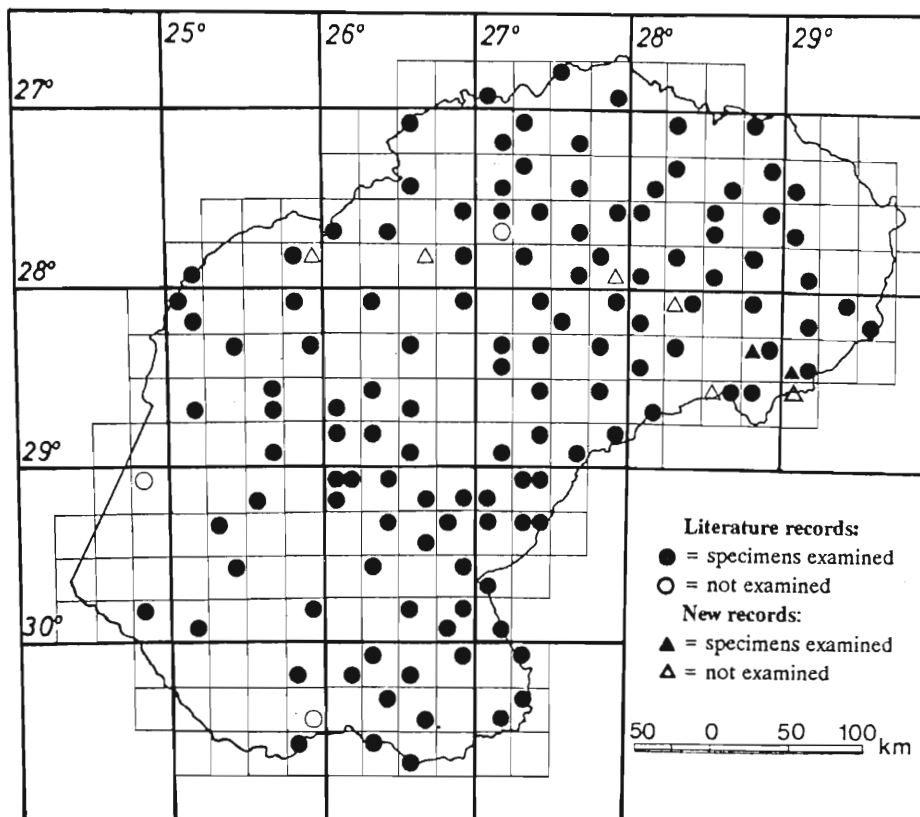 25° 26° 27° 28° 29°
27°
28°
29°
30°
Literature records:
● = specimens examined
○ = not examined
New records:
▲ = specimens examined
△ = not examined
50 0 50 100 km